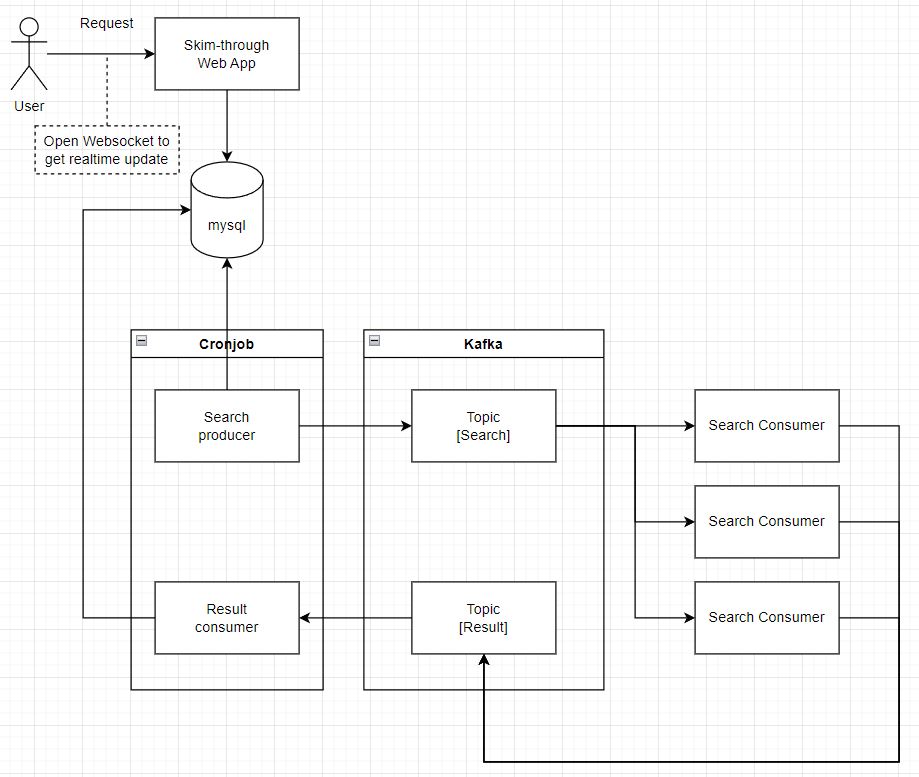 Request
Skim-through
Web App
User
Open Websocket to
get realtime update
mysql
Cronjob
Kafka
Search
producer
Topic
[Search]
Search Consumer
Search Consumer
Result
consumer
Topic
[Result]
Search Consumer